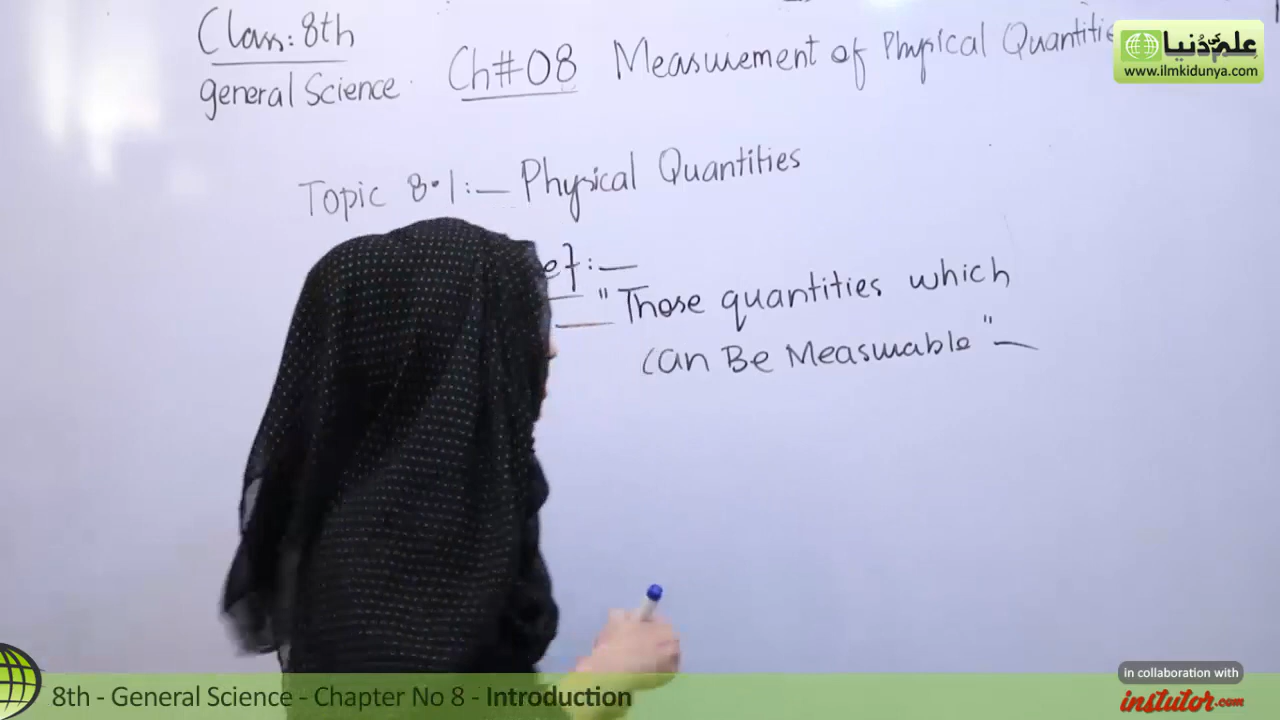 Class: 8th
general Science.
Ch#08 Measurement of Physical Quantitie
علم کی دُنیا
www.ilmkidunya.com
Topic 8.1:— Physical Quantities
ef:—
"Those quantities which
Can Be Measurable"—
8th - General Science - Chapter No 8 - Introduction
in collaboration with
instutor.com